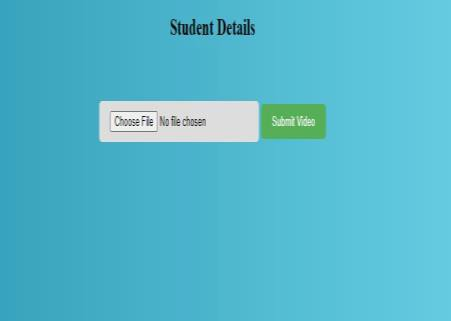 Student Details
Choose File No file chosen Submit Video